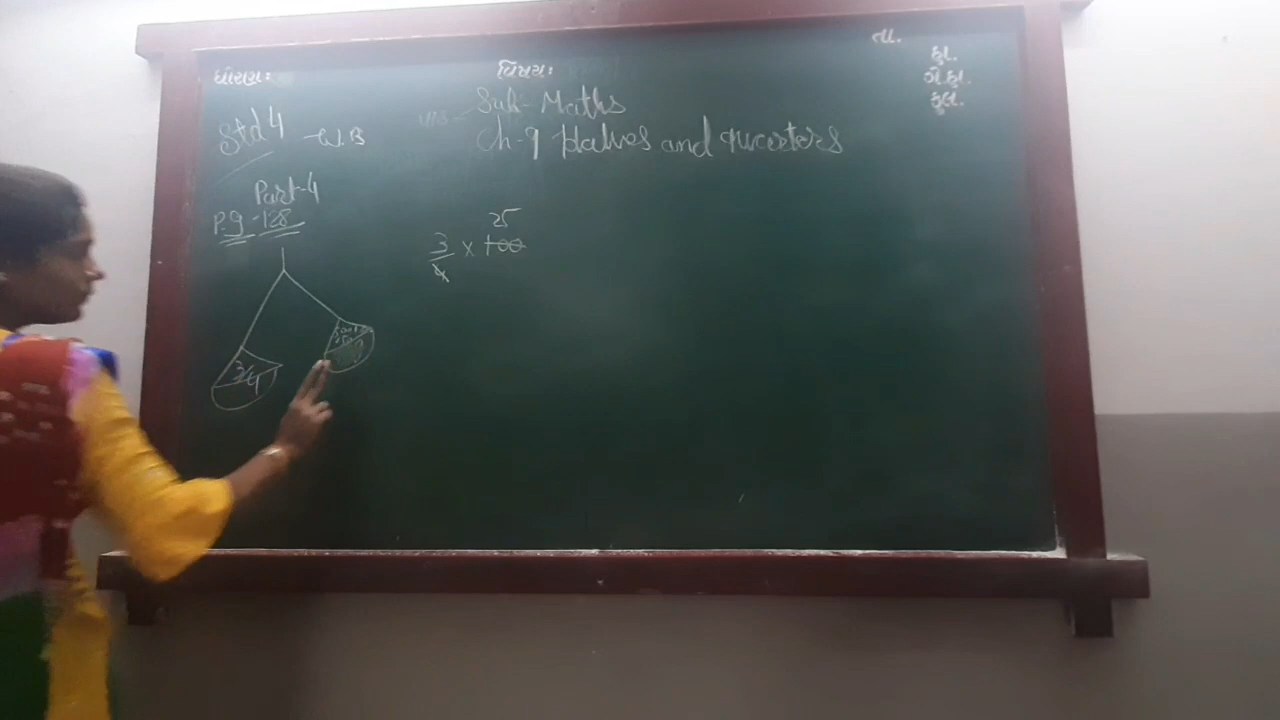 ધોરણ:
વિષય:
તા.
હા.
ગે.હા.
કુલ.
Std 4 W.B
Sub- Maths
Ch-9 Halves and quarters
Part-4
P.g -128
25
3/4 x 100
3/4